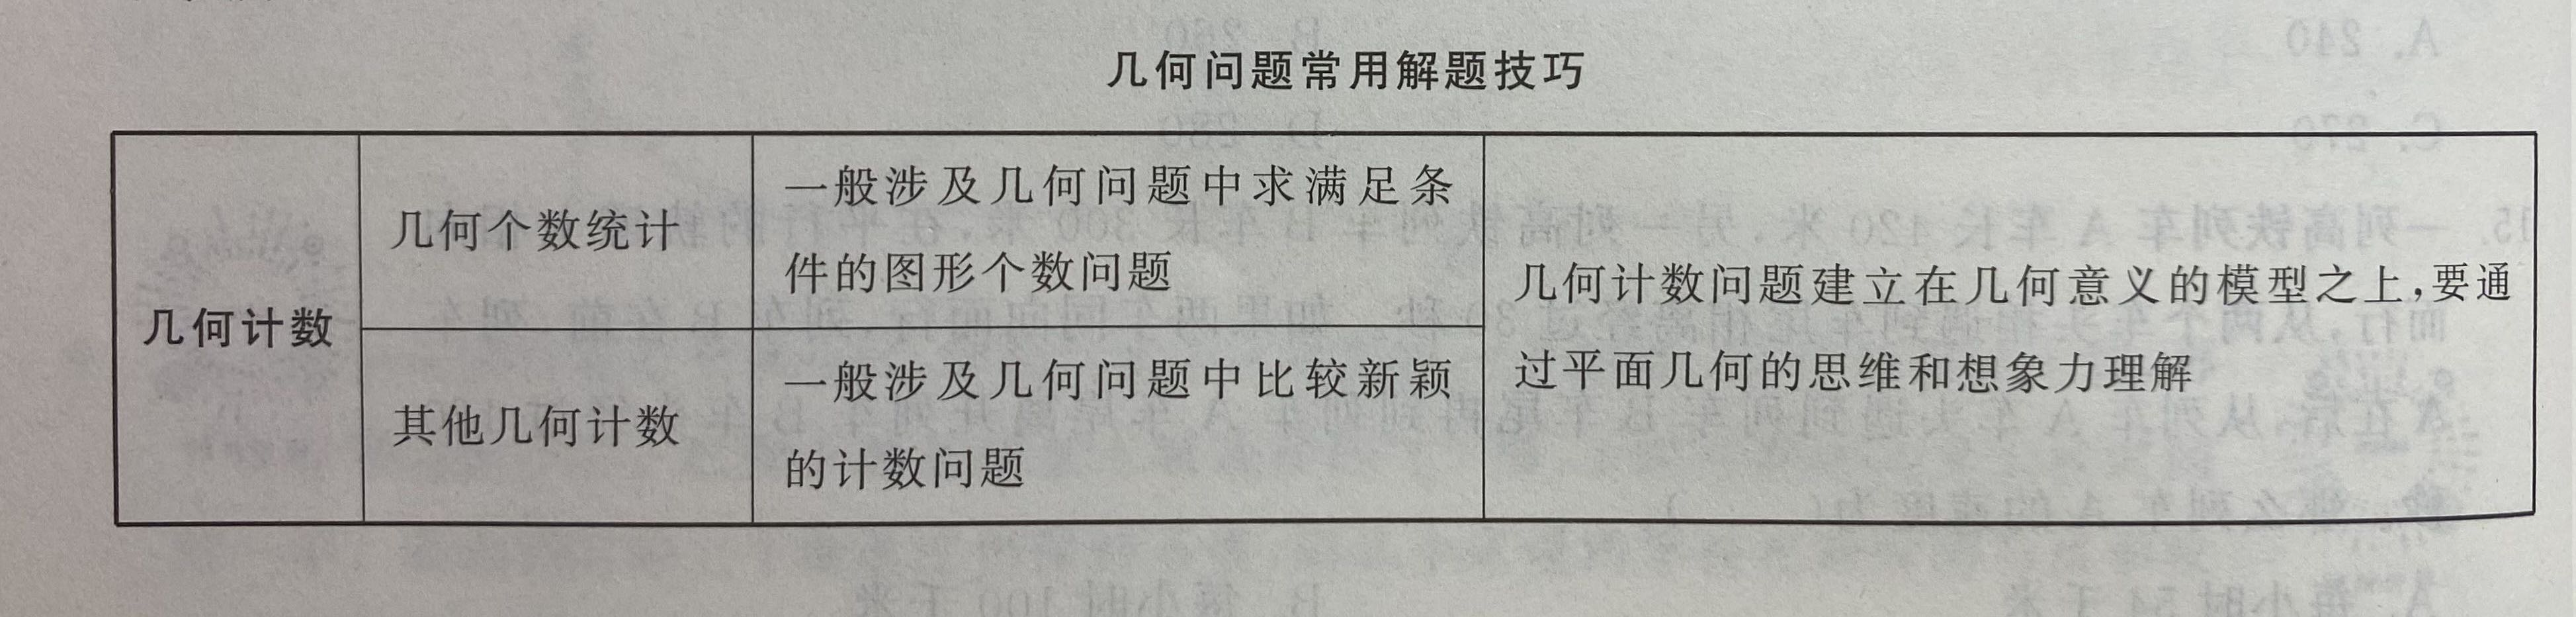 几何问题常用解题技巧
几何计数
几何个数统计
一般涉及几何问题中求满足条
件的图形个数问题
其他几何计数
一般涉及几何问题中比较新颖
的计数问题
几何计数问题建立在几何意义的模型之上,要通
过平面几何的思维和想象力理解